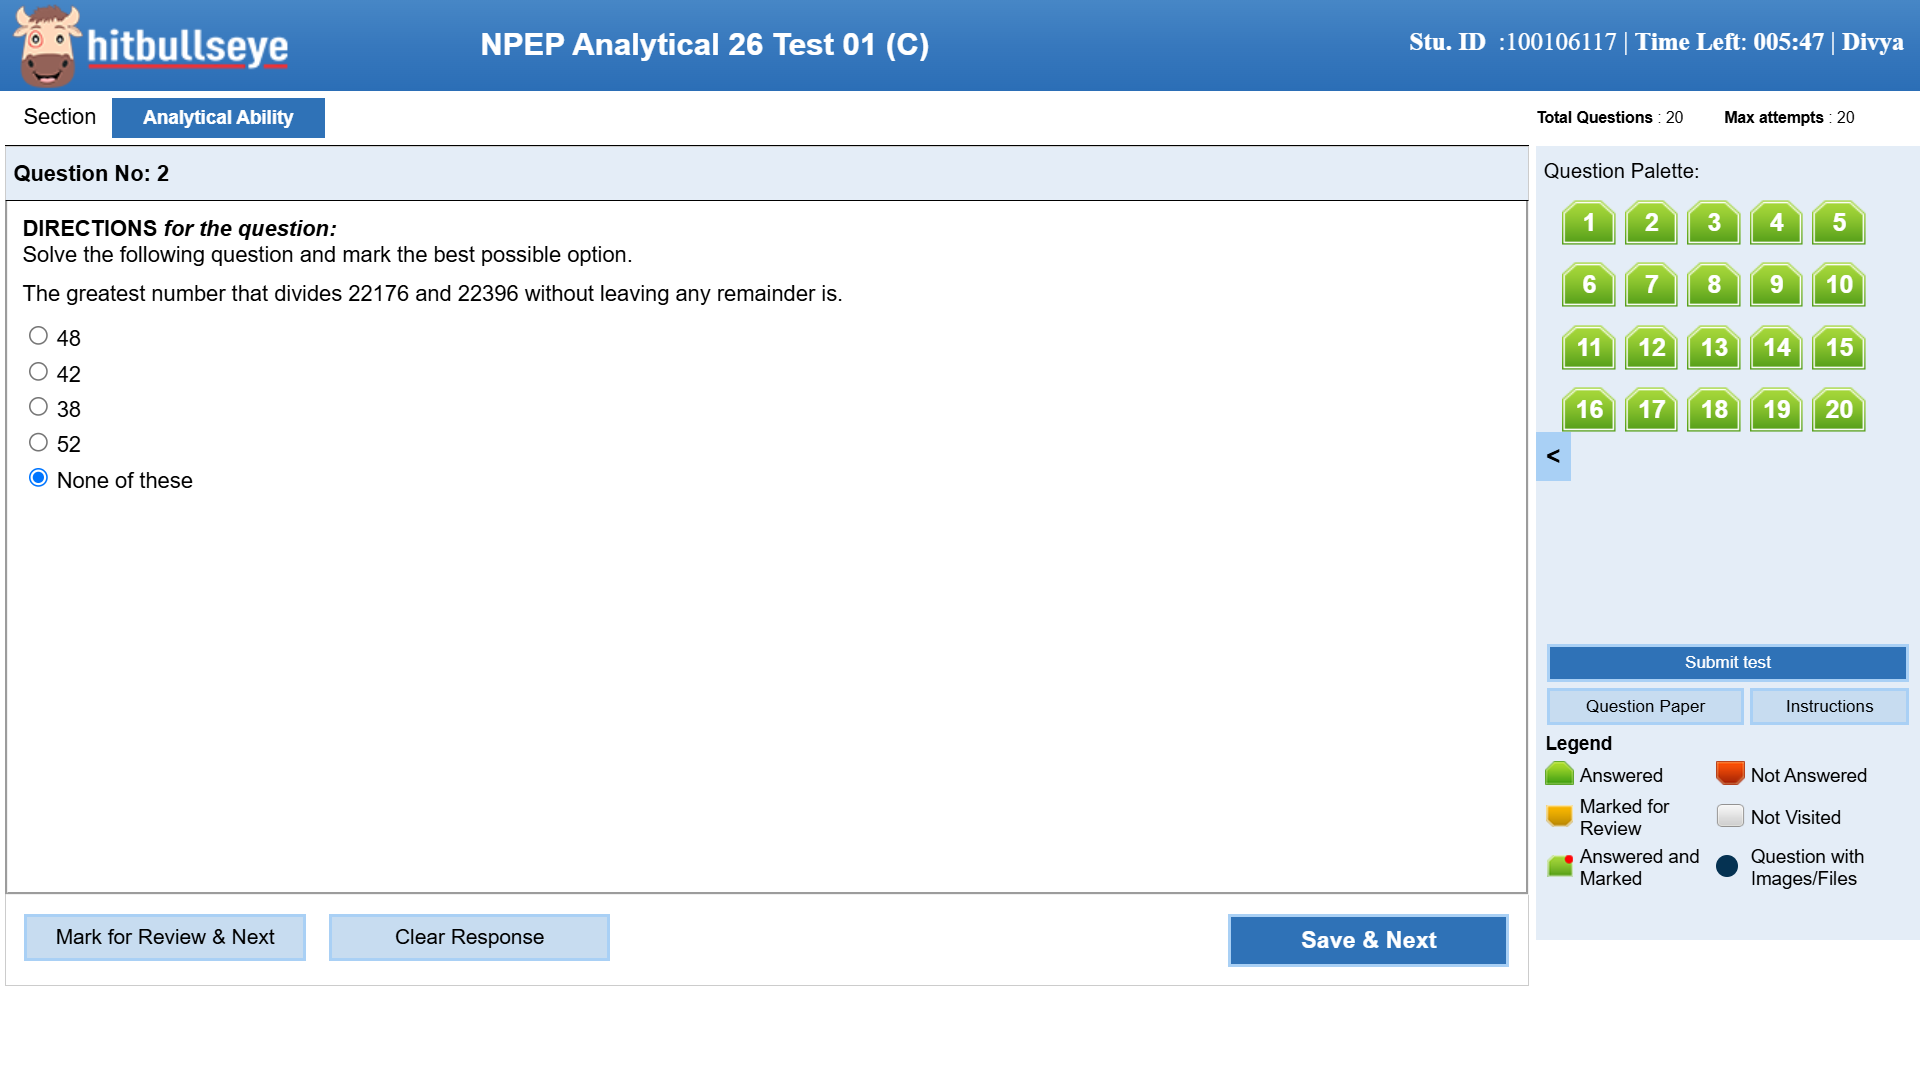 hitbullseye
NPEP Analytical 26 Test 01 (C)
Stu. ID :100106117 | Time Left: 005:47 | Divya
Section
Analytical Ability
Total Questions : 20
Max attempts : 20
Question No: 2
DIRECTIONS for the question:
Solve the following question and mark the best possible option.
The greatest number that divides 22176 and 22396 without leaving any remainder is.
48
42
38
52
None of these
Mark for Review & Next
Clear Response
Save & Next
Question Palette:
1 2 3 4 5
6 7 8 9 10
11 12 13 14 15
16 17 18 19 20
<
Submit test
Question Paper
Instructions
Legend
Answered
Not Answered
Marked for
Review
Not Visited
Answered and
Marked
Question with
Images/Files